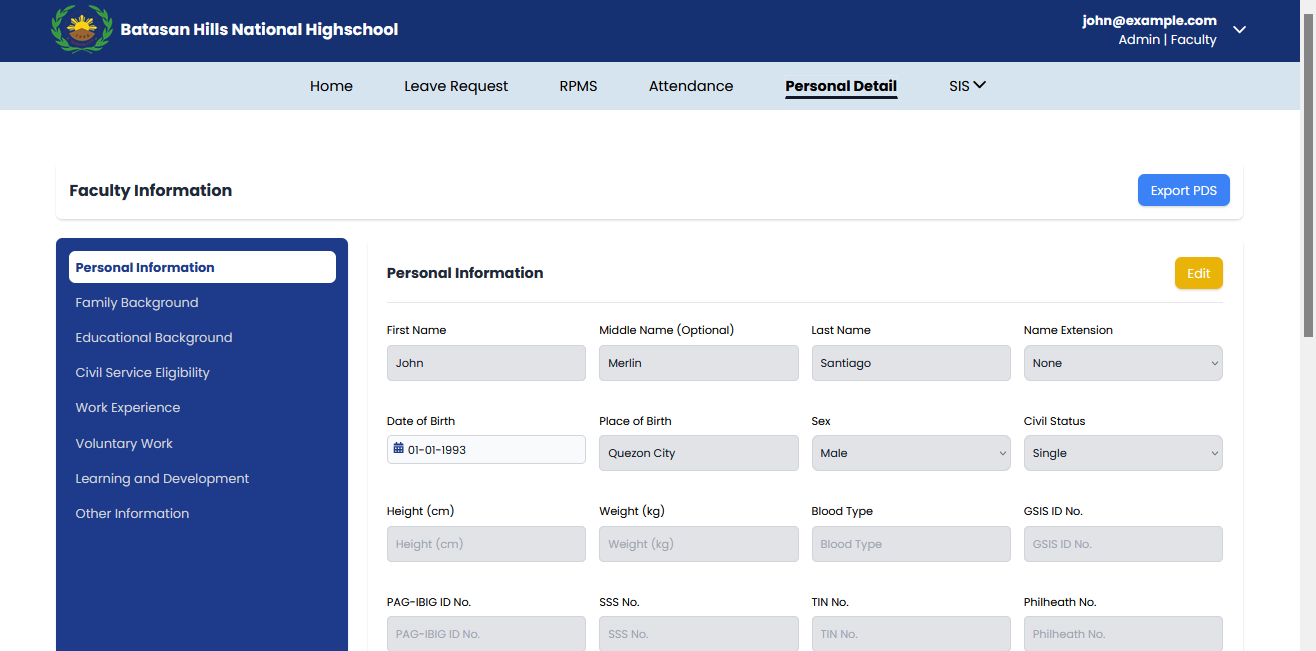 Batasan Hills National Highschool
john@example.com
Admin | Faculty
Home Leave Request RPMS Attendance Personal Detail SIS
Faculty Information
Export PDS
Personal Information
Family Background
Educational Background
Civil Service Eligibility
Work Experience
Voluntary Work
Learning and Development
Other Information
Personal Information
Edit
First Name Middle Name (Optional) Last Name Name Extension
John Merlin Santiago None
Date of Birth Place of Birth Sex Civil Status
01-01-1993 Quezon City Male Single
Height (cm) Weight (kg) Blood Type GSIS ID No.
Height (cm) Weight (kg) Blood Type GSIS ID No.
PAG-IBIG ID No. SSS No. TIN No. Philheath No.
PAG-IBIG ID No. SSS No. TIN No. Philheath No.